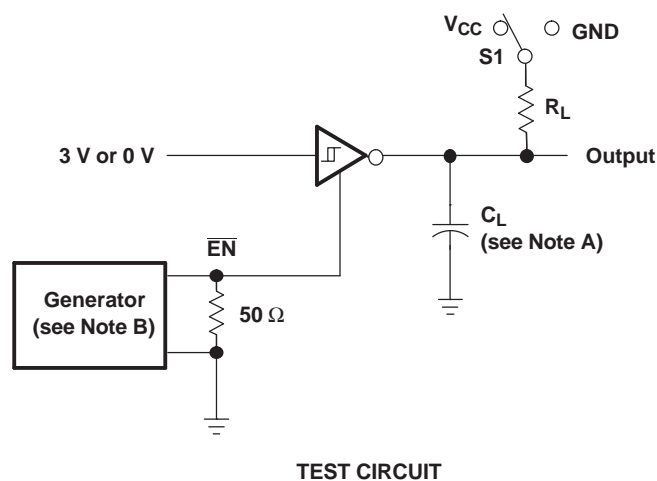 VCC
GND
S1
RL
3 V or 0 V
Output
CL
(see Note A)
EN
Generator
(see Note B)
50 Ω
TEST CIRCUIT